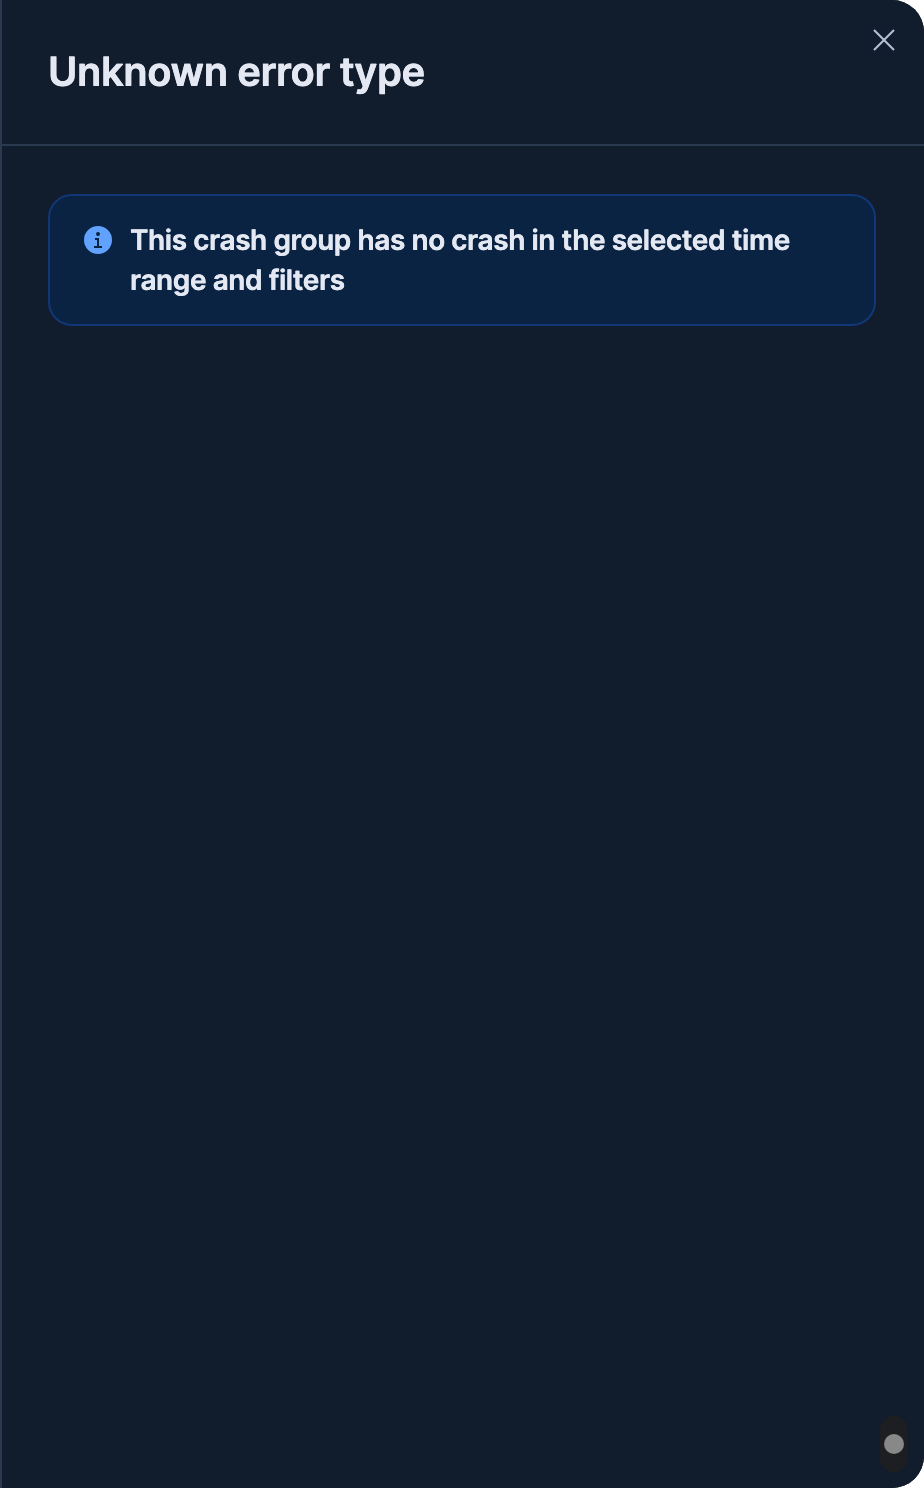 Unknown error type
This crash group has no crash in the selected time
range and filters